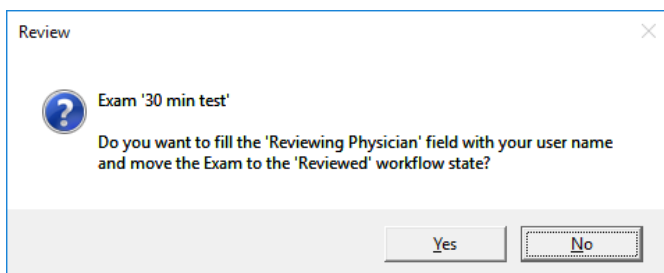 Review
Exam '30 min test'
Do you want to fill the 'Reviewing Physician' field with your user name
and move the Exam to the 'Reviewed' workflow state?
Yes
No